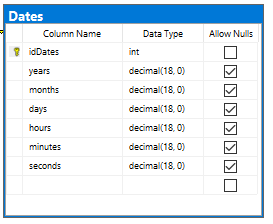 Dates
Column Name Data Type Allow Nulls
idDates int
years decimal(18, 0)
months decimal(18, 0)
days decimal(18, 0)
hours decimal(18, 0)
minutes decimal(18, 0)
seconds decimal(18, 0)